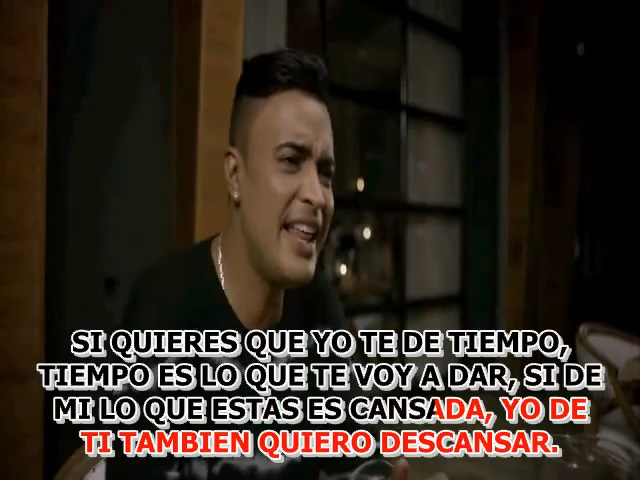 SI QUIERES QUE YO TE DE TIEMPO,
TIEMPO ES LO QUE TE VOY A DAR, SI DE
MI LO QUE ESTAS ES CANSADA, YO DE
TI TAMBIEN QUIERO DESCANSAR.